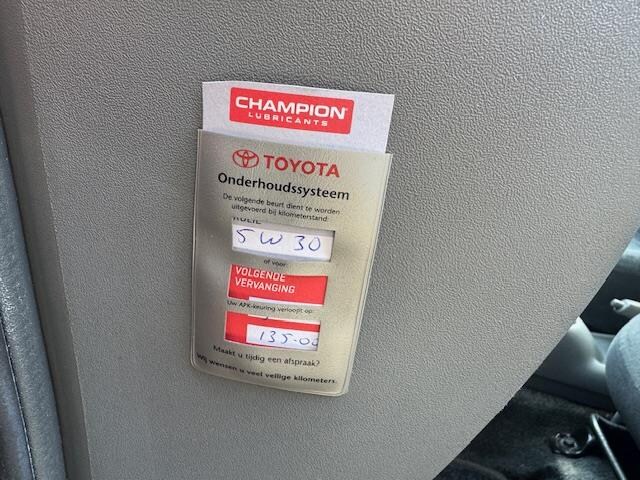 CHAMPION
LUBRICANTS
TOYOTA
Onderhoudssysteem
De volgende beurt dient te worden
uitgevoerd bij kilometerstand:
5W30
of voor:
VOLGENDE
VERVANGING
Uw APK-keuring verloopt op:
135.00
Maakt u tijdig een afspraak?
Wij wensen u veel veilige kilometers.